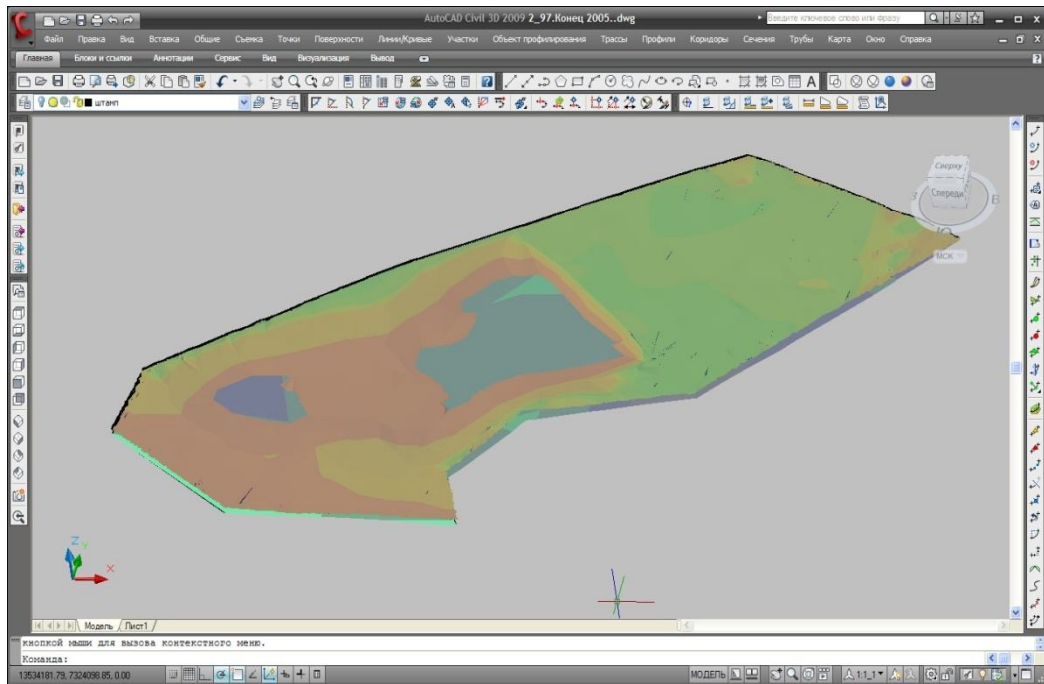 AutoCAD Civil 3D 2009 2_97.Конец 2005..dwg
Введите ключевое слово или фразу
Файл Правка Вид Вставка Общие Съемка Точки Поверхности Линии/Кривые Участки Объект профилирования Трассы Профили Коридоры Сечения Трубы Карта Окно Справка
Главная Блоки и ссылки Аннотации Сервис Вид Визуализация Вывод
штамп
Сверху
Спереди
З В
Ю
МСК
Z
Y
X
Модель Лист1
кнопкой мыши для вызова контекстного меню.
Команда:
13534181.79, 7324098.85, 0.00 МОДЕЛЬ 1:1_1